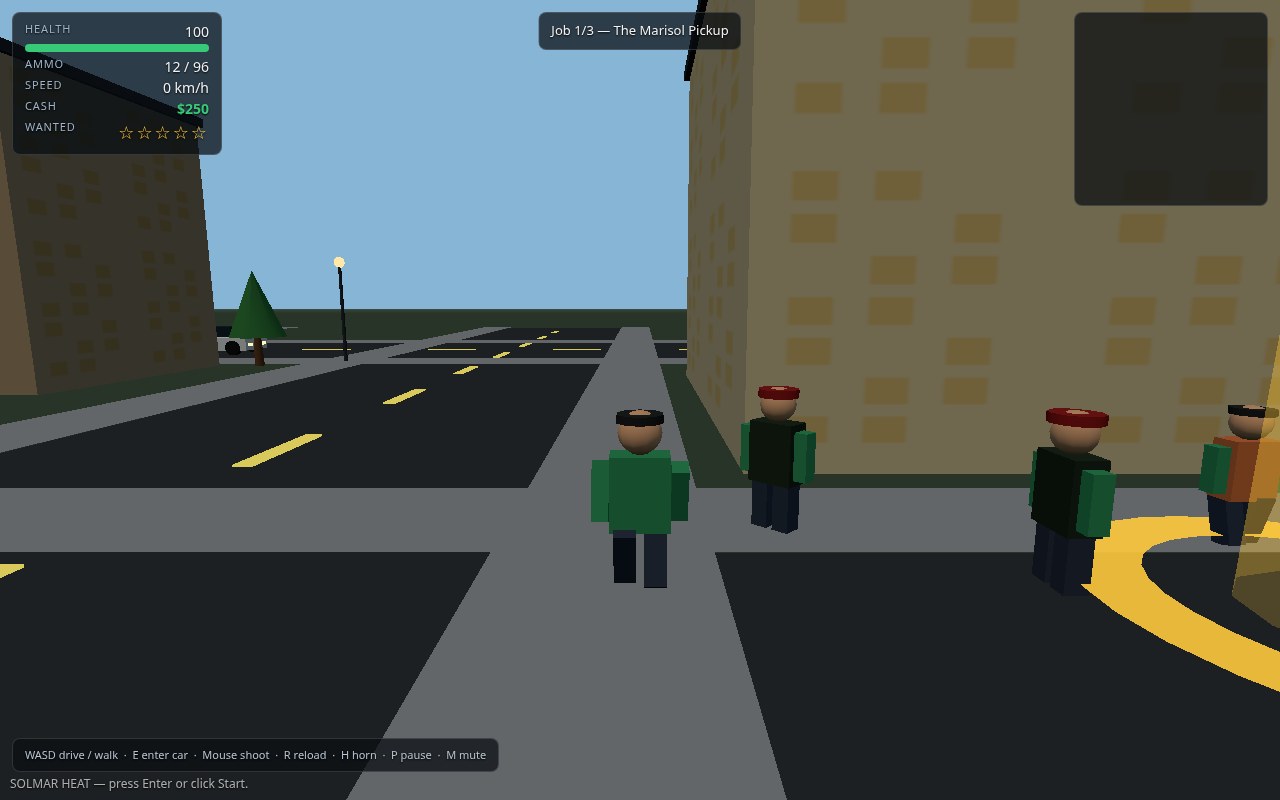 HEALTH 100
AMMO 12 / 96
SPEED 0 km/h
CASH $250
WANTED ☆☆☆☆☆
Job 1/3 — The Marisol Pickup
WASD drive / walk · E enter car · Mouse shoot · R reload · H horn · P pause · M mute
SOLMAR HEAT — press Enter or click Start.